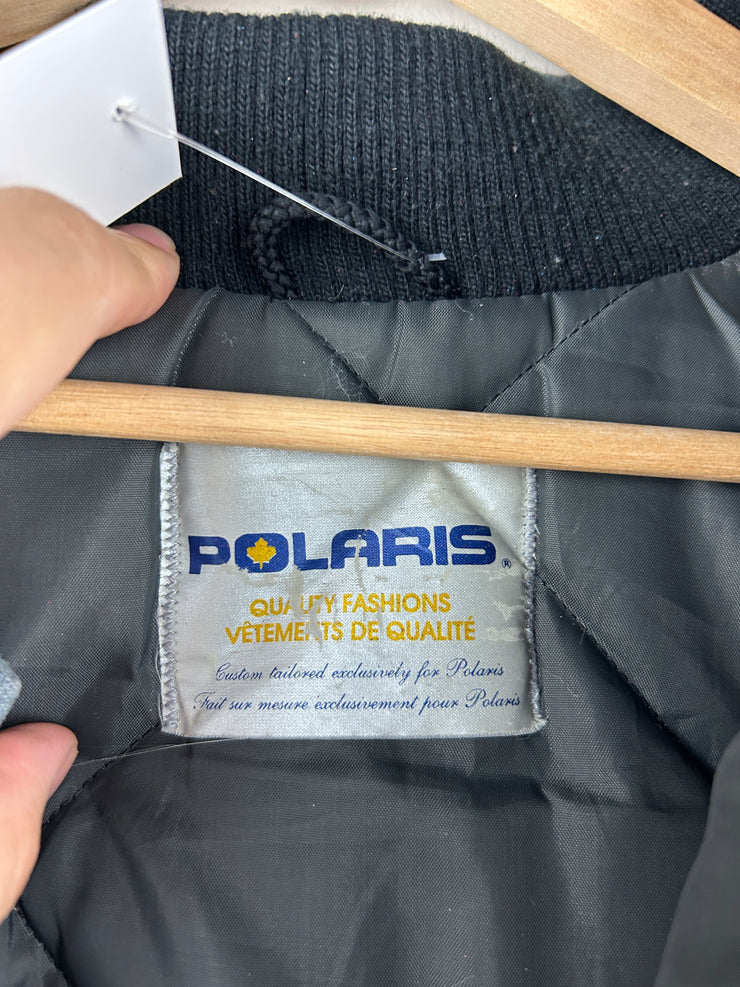 POLARIS®
QUALITY FASHIONS
VÊTEMENTS DE QUALITÉ
Custom tailored exclusively for Polaris
Fait sur mesure exclusivement pour Polaris